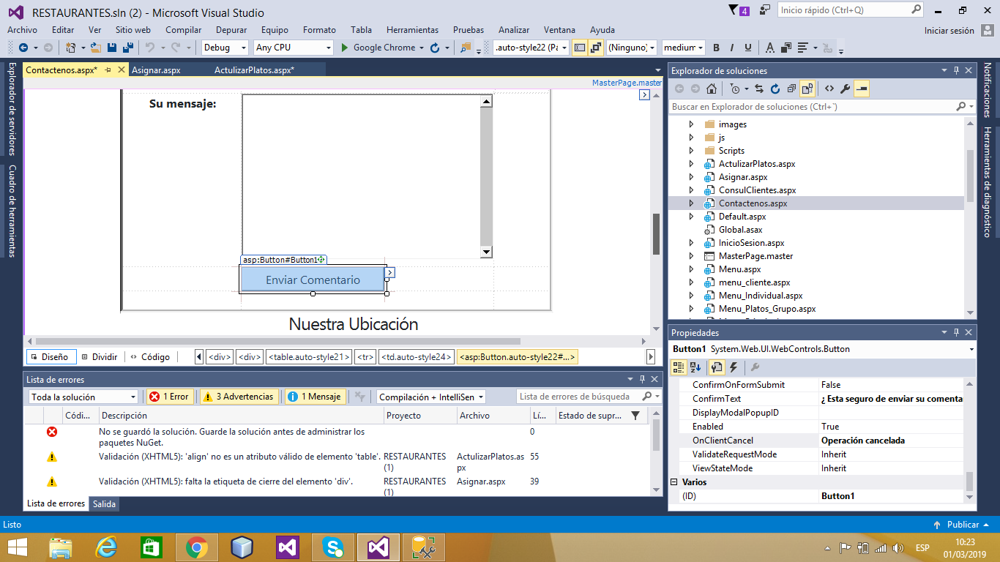 RESTAURANTES.sln (2) - Microsoft Visual Studio
4
Inicio rápido (Ctrl+Q)
Archivo Editar Ver Sitio web Compilar Depurar Equipo Formato Tabla Herramientas Pruebas Analizar Ventana Ayuda
Iniciar sesión
Debug Any CPU Google Chrome .auto-style22 (Pa (Ninguno) medium B I U A
Explorador de servidores
Cuadro de herramientas
Contactenos.aspx* Asignar.aspx ActulizarPlatos.aspx*
MasterPage.master
Su mensaje:
asp:Button#Button1
Enviar Comentario
Nuestra Ubicación
Diseño Dividir Código <div> <div> <table.auto-style21> <tr> <td.auto-style24> <asp:Button.auto-style22#...>
Lista de errores
Toda la solución 1 Error 3 Advertencias 1 Mensaje Compilación + IntelliSen Lista de errores de búsqueda
Códi... Descripción Proyecto Archivo Lí... Estado de supr...
No se guardó la solución. Guarde la solución antes de administrar los 0
paquetes NuGet.
Validación (XHTML5): 'align' no es un atributo válido de elemento 'table'. RESTAURANTES ActulizarPlatos.as 55
(1) px
Validación (XHTML5): falta la etiqueta de cierre del elemento 'div'. RESTAURANTES Asignar.aspx 39
(1)
Lista de errores Salida
Explorador de soluciones
Buscar en Explorador de soluciones (Ctrl+`)
images
js
Scripts
ActulizarPlatos.aspx
Asignar.aspx
ConsulClientes.aspx
Contactenos.aspx
Default.aspx
Global.asax
InicioSesion.aspx
MasterPage.master
Menu.aspx
menu_cliente.aspx
Menu_Individual.aspx
Menu_Platos_Grupo.aspx
Propiedades
Button1 System.Web.UI.WebControls.Button
ConfirmOnFormSubmit False
ConfirmText ¿ Esta seguro de enviar su comenta
DisplayModalPopupID
Enabled True
OnClientCancel Operación cancelada
ValidateRequestMode Inherit
ViewStateMode Inherit
Varios
(ID) Button1
Notificaciones
Herramientas de diagnóstico
Listo
Publicar
ESP
10:23
01/03/2019